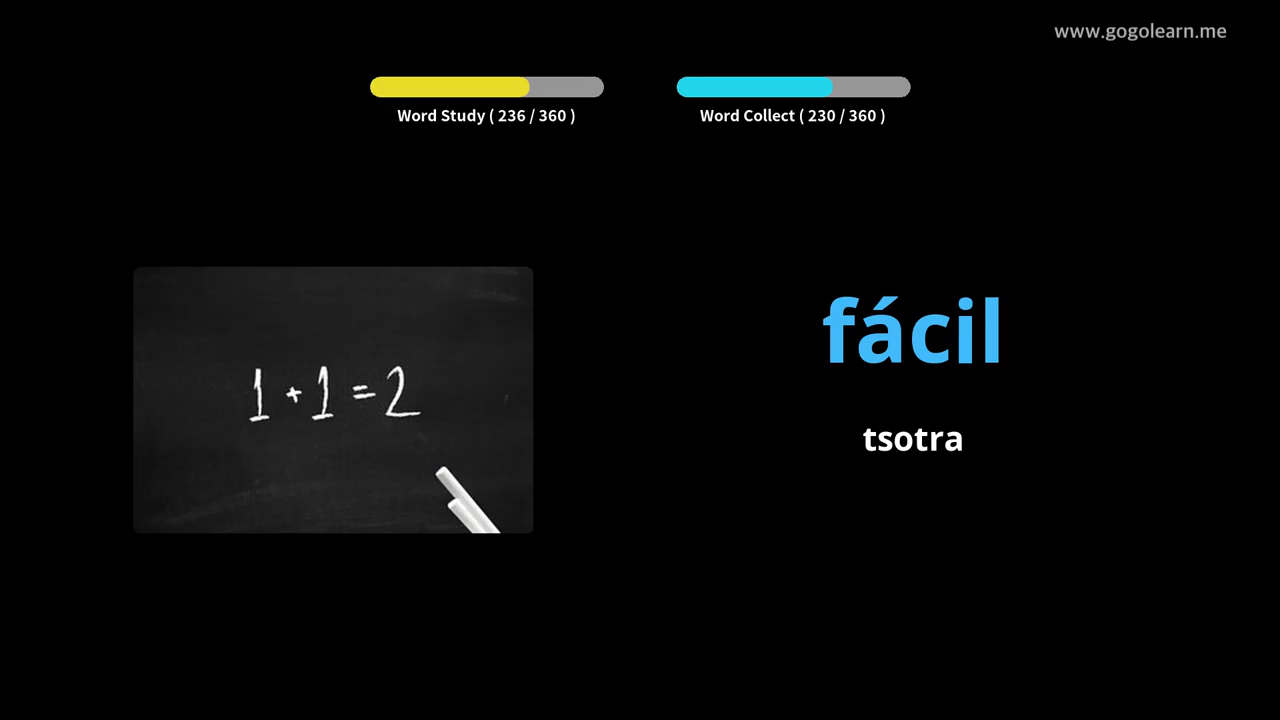 www.gogolearn.me
Word Study ( 236 / 360 )
Word Collect ( 230 / 360 )
1 + 1 = 2
fácil
tsotra